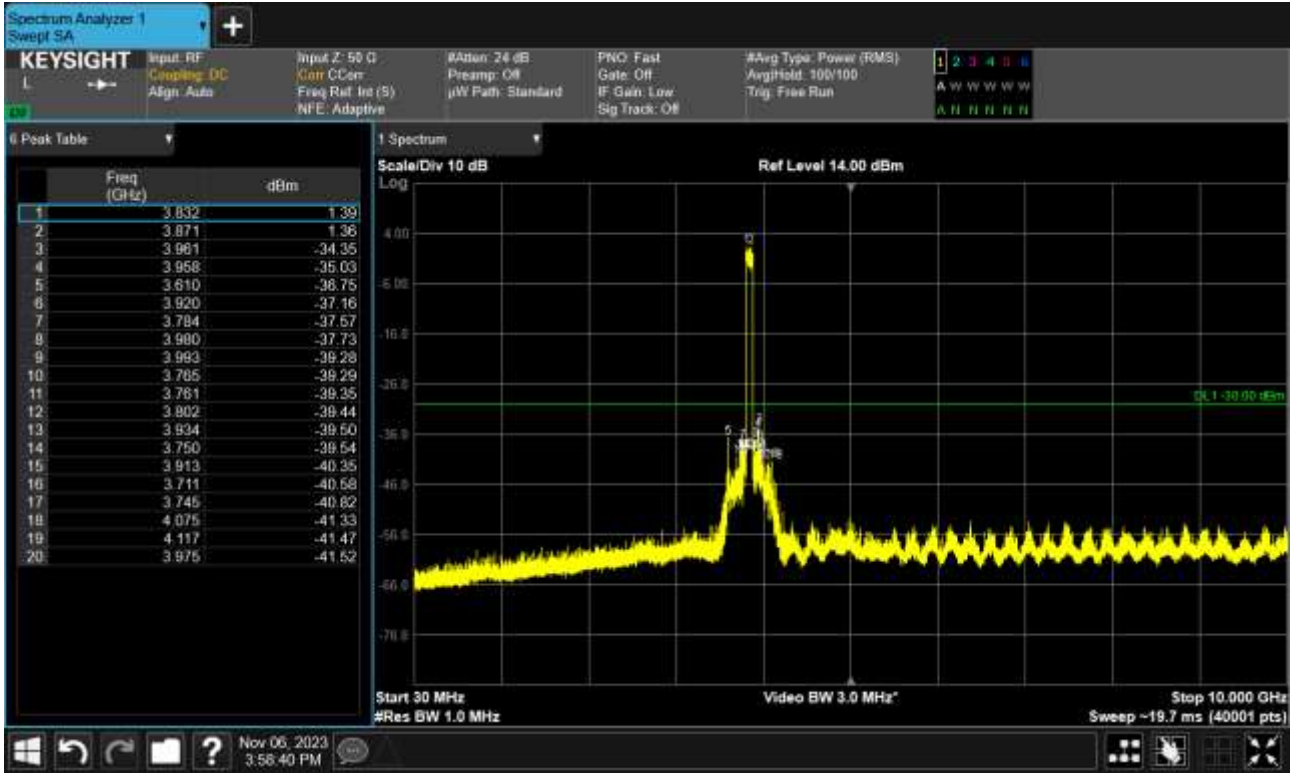 Spectrum Analyzer 1
Swept SA
+
KEYSIGHT
L
Input: RF
Coupling: DC
Align: Auto
Input Z: 50 Ω
Corr CCorr
Freq Ref: Int (S)
NFE: Adaptive
#Atten: 24 dB
Preamp: Off
µW Path: Standard
PNO: Fast
Gate: Off
IF Gain: Low
Sig Track: Off
#Avg Type: Power (RMS)
Avg|Hold: 100/100
Trig: Free Run
1 2 3 4 5 6
A W W W W W
A N N N N N
6 Peak Table
Freq (GHz) dBm
1 3.832 1.39
2 3.871 1.36
3 3.961 -34.35
4 3.958 -35.03
5 3.610 -36.75
6 3.920 -37.16
7 3.784 -37.57
8 3.980 -37.73
9 3.993 -39.28
10 3.765 -39.29
11 3.761 -39.35
12 3.802 -39.44
13 3.934 -39.50
14 3.750 -39.54
15 3.913 -40.35
16 3.711 -40.58
17 3.745 -40.82
18 4.075 -41.33
19 4.117 -41.47
20 3.975 -41.52
1 Spectrum
Scale/Div 10 dB
Ref Level 14.00 dBm
Log
4.00
-6.00
-16.0
-26.0
DL1 -30.00 dBm
-36.0
-46.0
-56.0
-66.0
-76.0
Start 30 MHz
Video BW 3.0 MHz*
Stop 10.000 GHz
#Res BW 1.0 MHz
Sweep ~19.7 ms (40001 pts)
?
Nov 06, 2023
3:58:40 PM